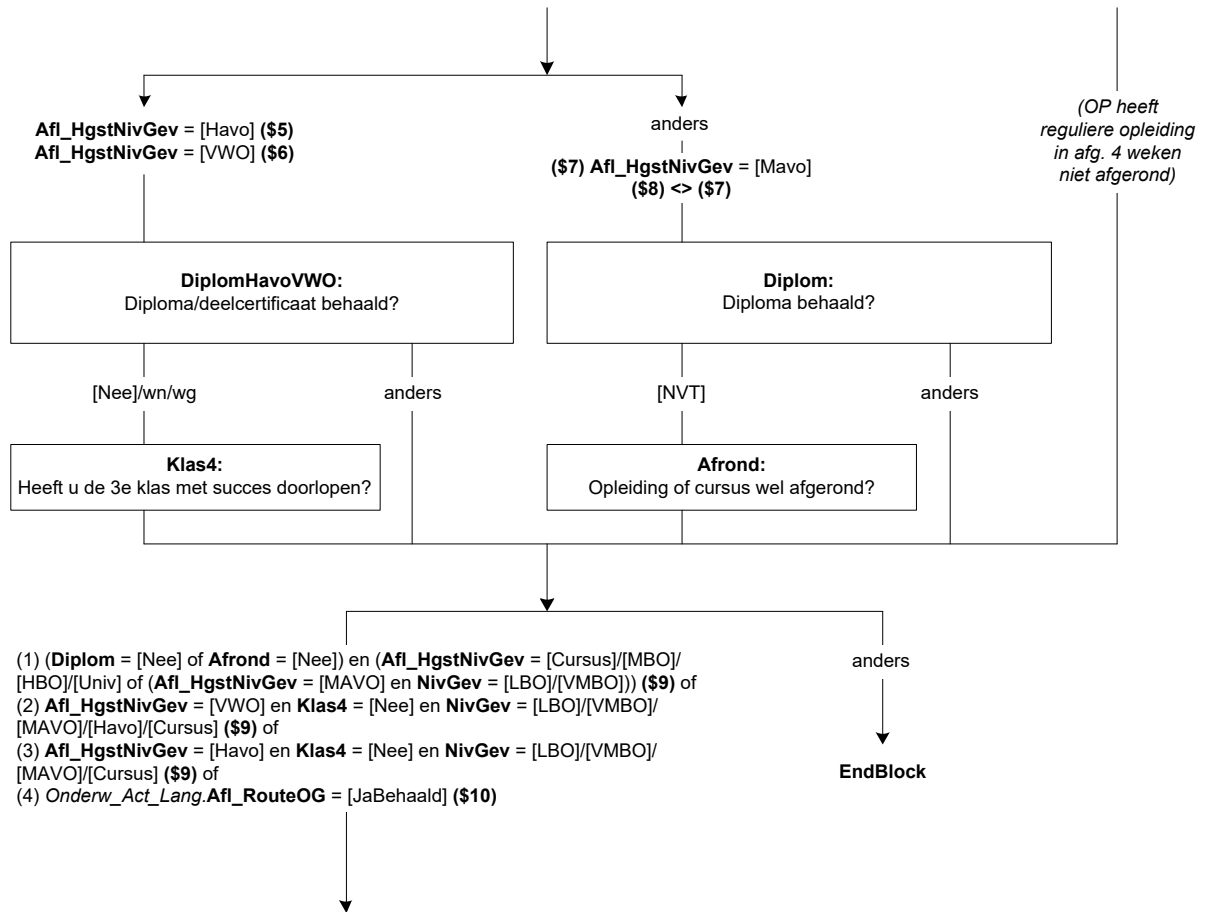 Afl_HgstNivGev = [Havo] ($5)
Afl_HgstNivGev = [VWO] ($6)
anders
($7) Afl_HgstNivGev = [Mavo]
($8) <> ($7)
(OP heeft
reguliere opleiding
in afg. 4 weken
niet afgerond)
DiplomHavoVWO:
Diploma/deelcertificaat behaald?
Diplom:
Diploma behaald?
[Nee]/wn/wg
anders
[NVT]
anders
Klas4:
Heeft u de 3e klas met succes doorlopen?
Afrond:
Opleiding of cursus wel afgerond?
(1) (Diplom = [Nee] of Afrond = [Nee]) en (Afl_HgstNivGev = [Cursus]/[MBO]/
[HBO]/[Univ] of (Afl_HgstNivGev = [MAVO] en NivGev = [LBO]/[VMBO])) ($9) of
(2) Afl_HgstNivGev = [VWO] en Klas4 = [Nee] en NivGev = [LBO]/[VMBO]/
[MAVO]/[Havo]/[Cursus] ($9) of
(3) Afl_HgstNivGev = [Havo] en Klas4 = [Nee] en NivGev = [LBO]/[VMBO]/
[MAVO]/[Cursus] ($9) of
(4) Onderw_Act_Lang.Afl_RouteOG = [JaBehaald] ($10)
anders
EndBlock